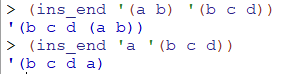 > (ins_end '(a b) '(b c d))
'(b c d (a b))
> (ins_end 'a '(b c d))
'(b c d a)